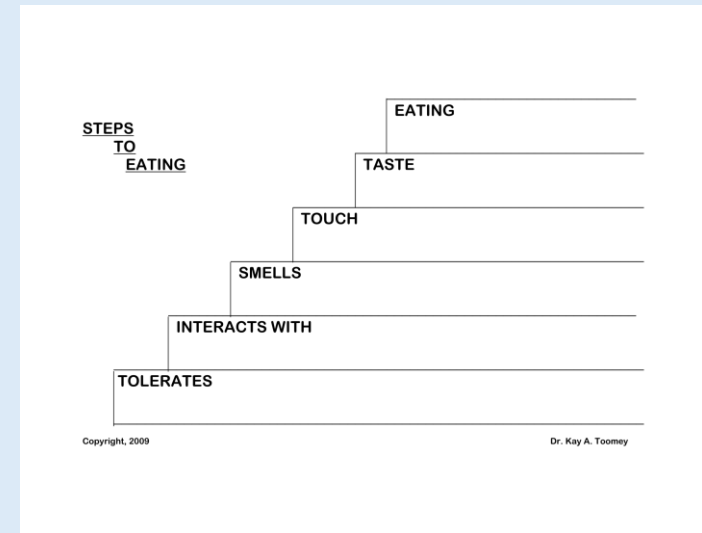 STEPS
TO
EATING
EATING
TASTE
TOUCH
SMELLS
INTERACTS WITH
TOLERATES
Copyright, 2009
Dr. Kay A. Toomey